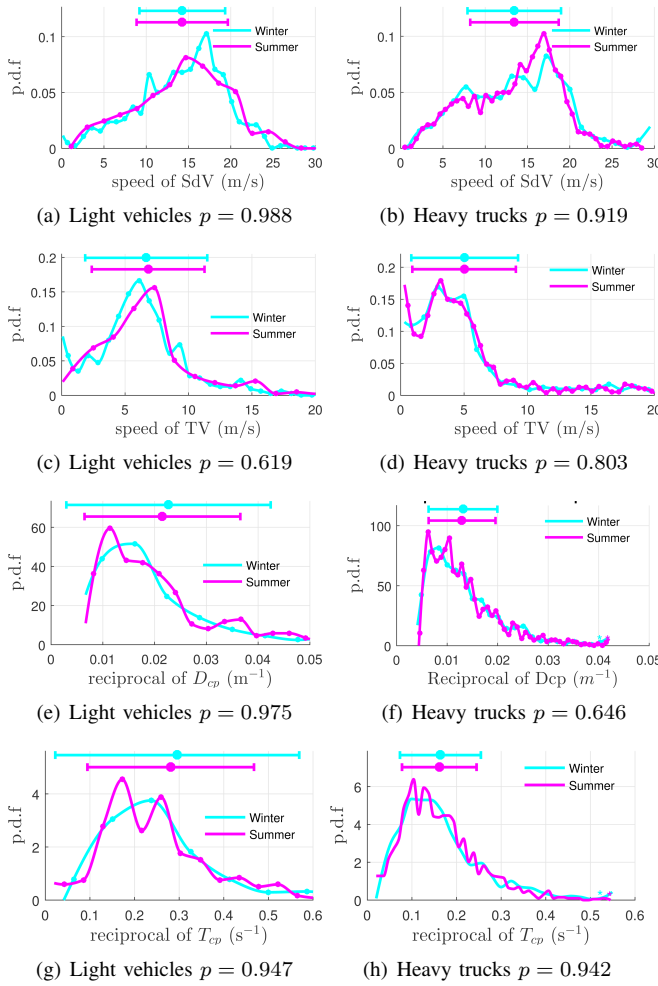 p.d.f
0.1
0.05
0
0 5 10 15 20 25 30
Winter
Summer
speed of SdV (m/s)
(a) Light vehicles p = 0.988
p.d.f
0.1
0.05
0
0 5 10 15 20 25 30
Winter
Summer
speed of SdV (m/s)
(b) Heavy trucks p = 0.919
p.d.f
0.2
0.15
0.1
0.05
0
0 5 10 15 20
Winter
Summer
speed of TV (m/s)
(c) Light vehicles p = 0.619
p.d.f
0.2
0.15
0.1
0.05
0
0 5 10 15 20
Winter
Summer
speed of TV (m/s)
(d) Heavy trucks p = 0.803
p.d.f
60
40
20
0
0 0.01 0.02 0.03 0.04 0.05
Winter
Summer
reciprocal of D_cp (m⁻¹)
(e) Light vehicles p = 0.975
p.d.f
100
50
0
0 0.01 0.02 0.03 0.04 0.05
Winter
Summer
Reciprocal of Dcp (m⁻¹)
(f) Heavy trucks p = 0.646
p.d.f
4
2
0
0 0.1 0.2 0.3 0.4 0.5 0.6
Winter
Summer
reciprocal of T_cp (s⁻¹)
(g) Light vehicles p = 0.947
p.d.f
6
4
2
0
0 0.1 0.2 0.3 0.4 0.5 0.6
Winter
Summer
reciprocal of T_cp (s⁻¹)
(h) Heavy trucks p = 0.942